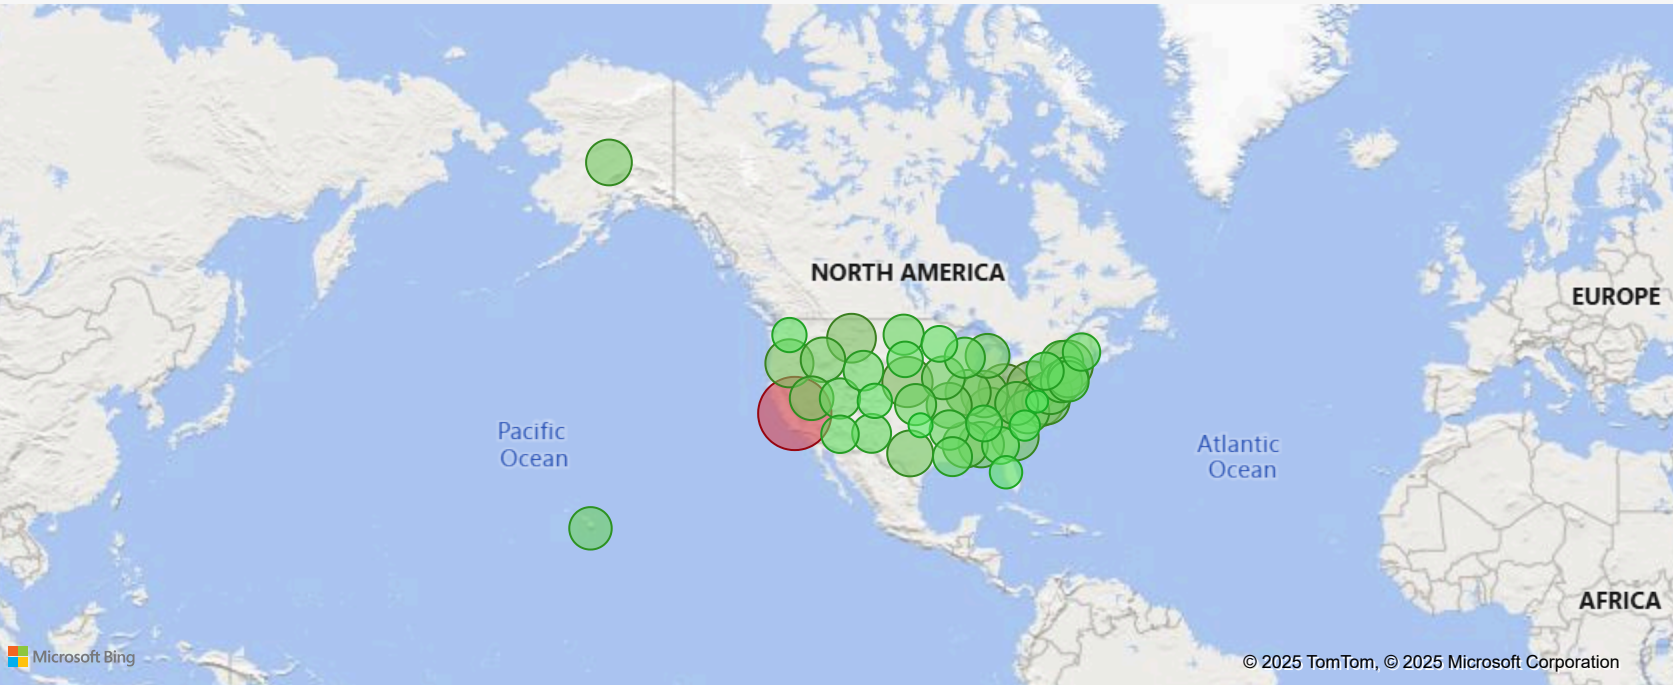 NORTH AMERICA
EUROPE
Pacific
Ocean
Atlantic
Ocean
AFRICA
Microsoft Bing
© 2025 TomTom, © 2025 Microsoft Corporation